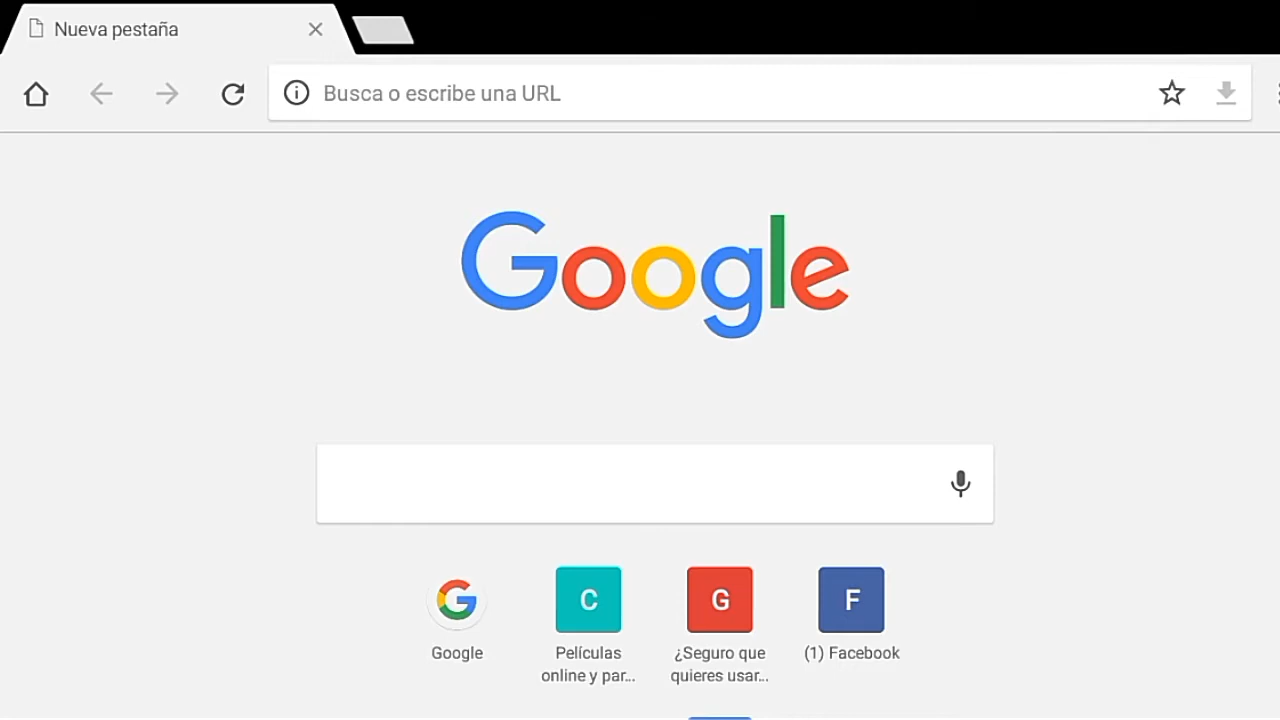 Nueva pestaña
Busca o escribe una URL
Google
C
G
F
Google
Películas
online y par...
¿Seguro que
quieres usar...
(1) Facebook